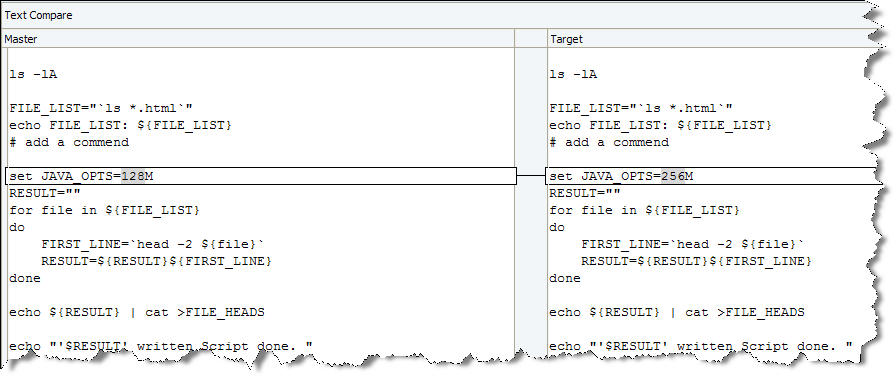 Text Compare
Master
ls -lA
FILE_LIST="`ls *.html`"
echo FILE_LIST: ${FILE_LIST}
# add a commend
set JAVA_OPTS=128M
RESULT=""
for file in ${FILE_LIST}
do
    FIRST_LINE=`head -2 ${file}`
    RESULT=${RESULT}${FIRST_LINE}
done
echo ${RESULT} | cat >FILE_HEADS
echo "'$RESULT' written Script done. "
Target
ls -lA
FILE_LIST="`ls *.html`"
echo FILE_LIST: ${FILE_LIST}
# add a commend
set JAVA_OPTS=256M
RESULT=""
for file in ${FILE_LIST}
do
    FIRST_LINE=`head -2 ${file}`
    RESULT=${RESULT}${FIRST_LINE}
done
echo ${RESULT} | cat >FILE_HEADS
echo "'$RESULT' written Script done. "